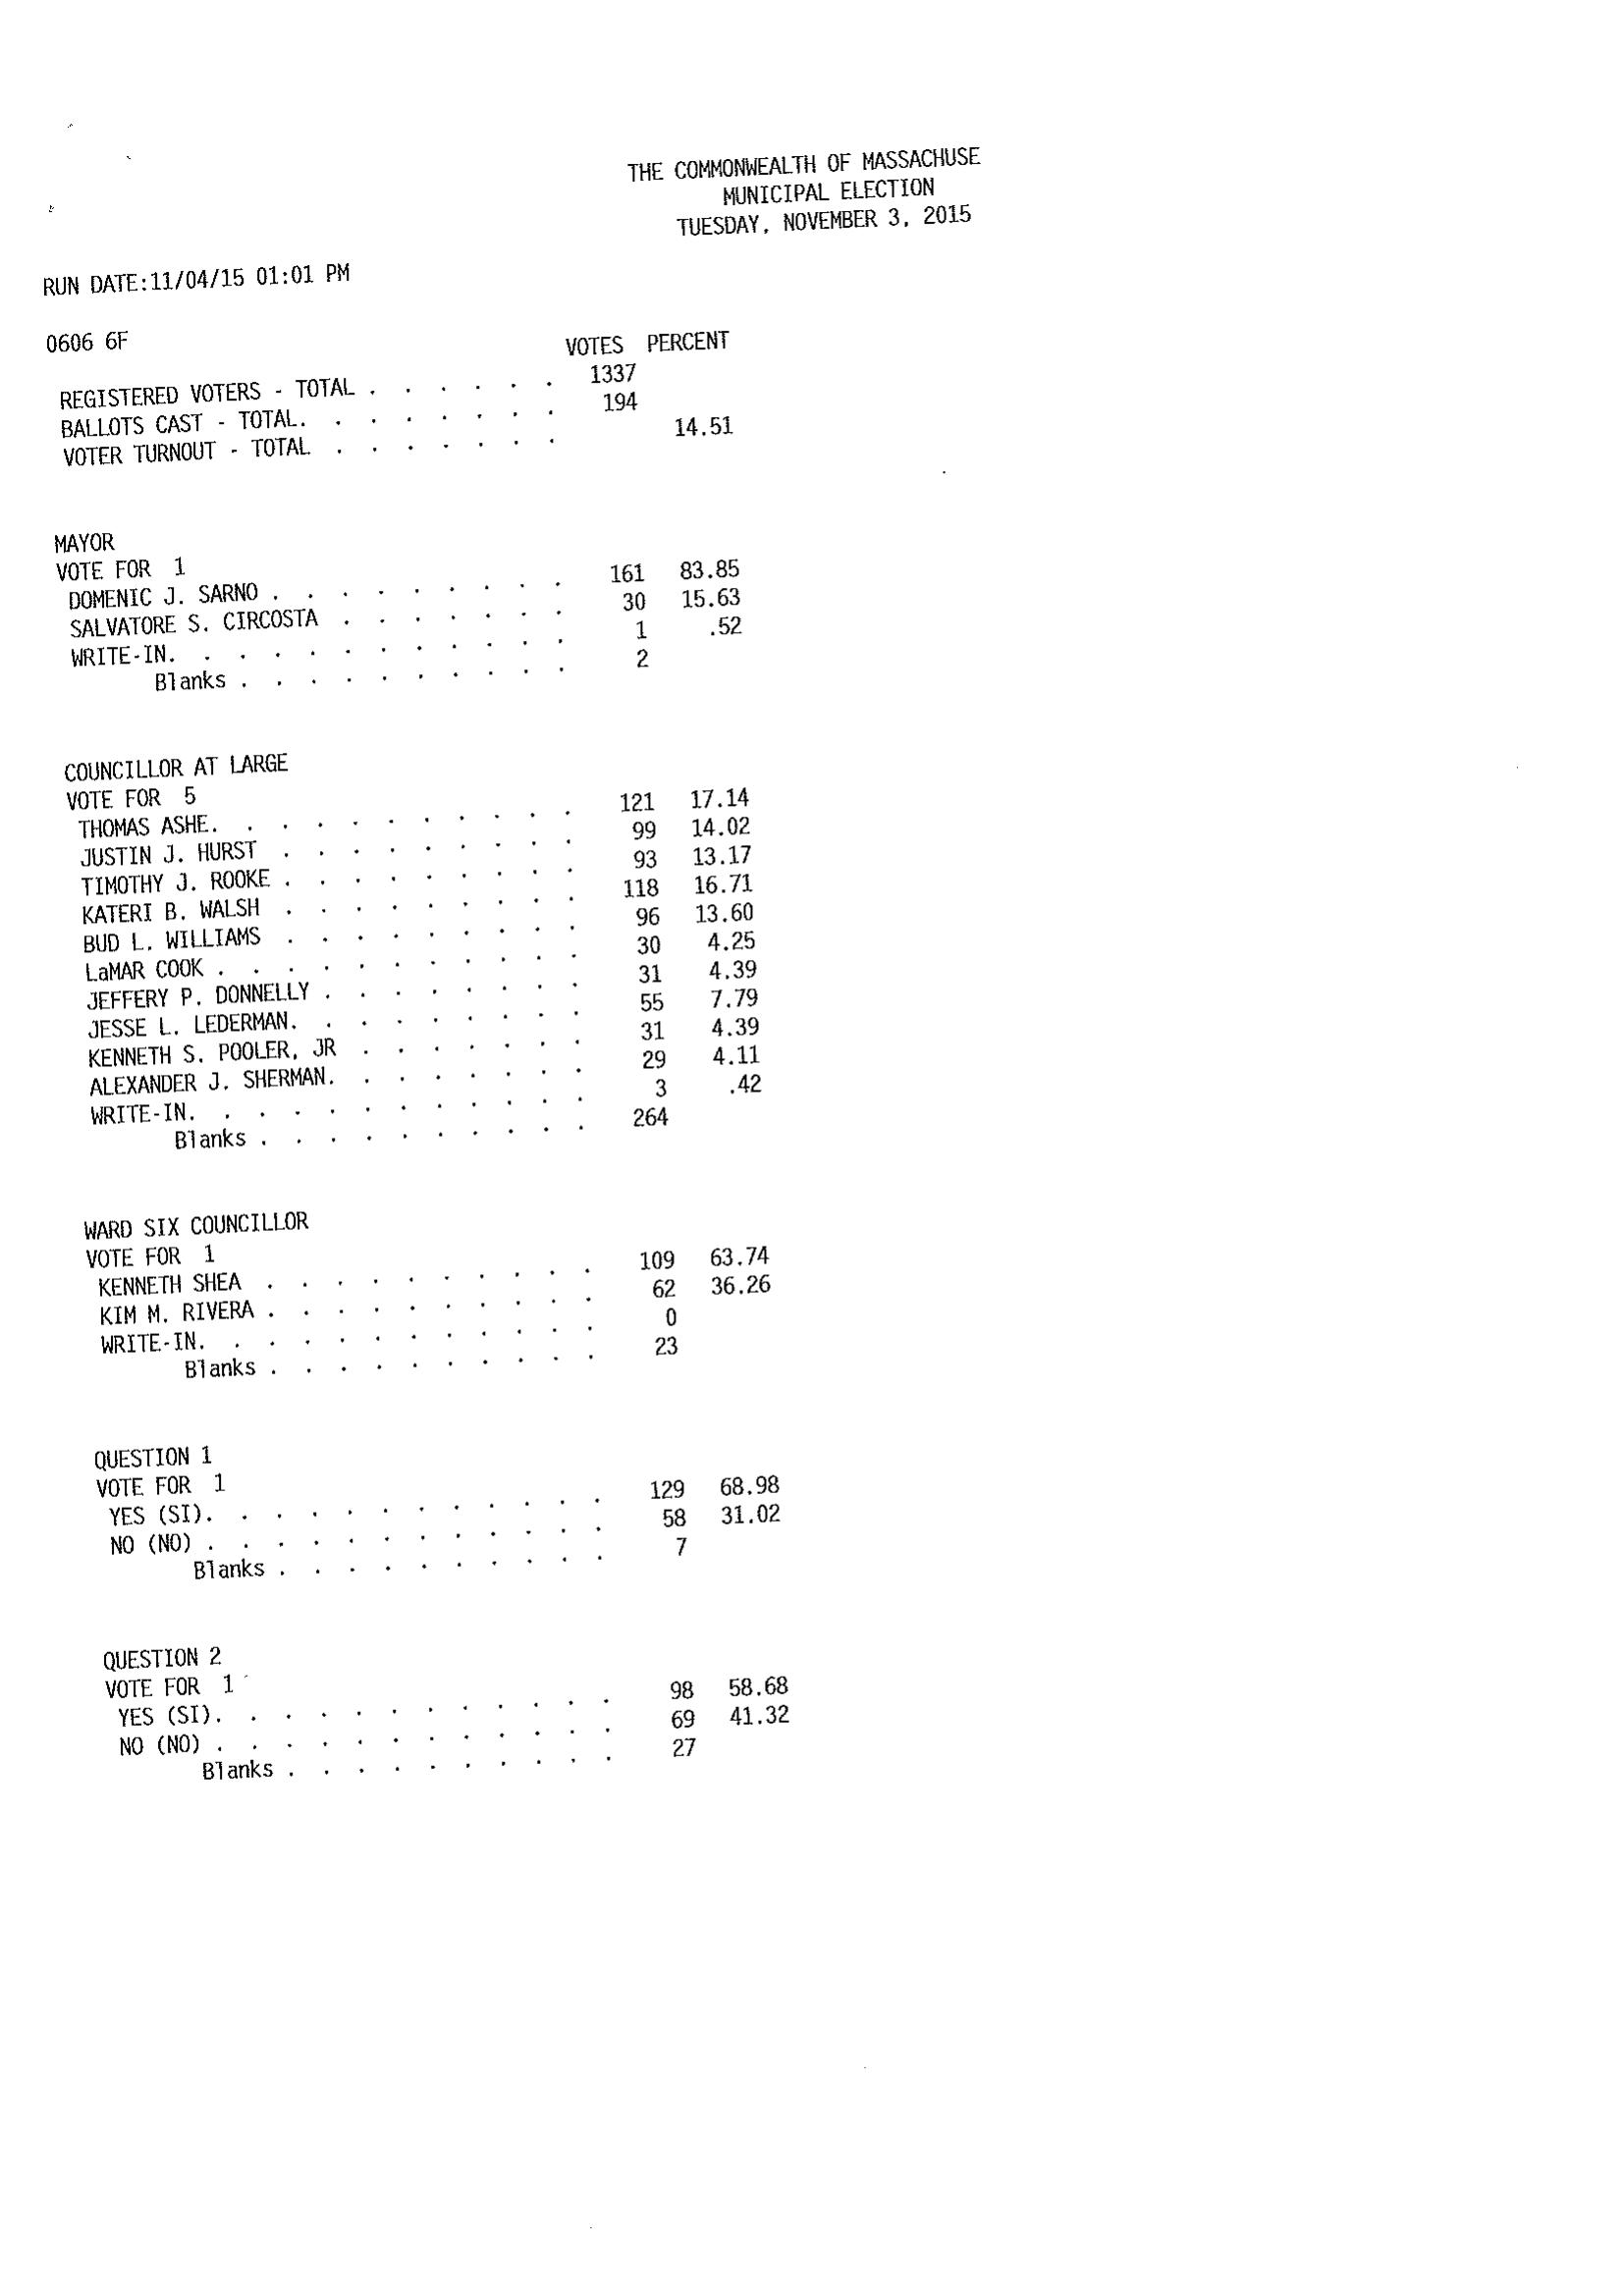 THE COMMONWEALTH OF MASSACHUSE
MUNICIPAL ELECTION
TUESDAY, NOVEMBER 3, 2015
RUN DATE:11/04/15 01:01 PM
0606 6F
VOTES PERCENT
REGISTERED VOTERS - TOTAL . . . . . . 1337
BALLOTS CAST - TOTAL. . . . . . . . 194
VOTER TURNOUT - TOTAL . . . . . . . 14.51
MAYOR
VOTE FOR 1
DOMENIC J. SARNO . . . . . . . . . 161 83.85
SALVATORE S. CIRCOSTA . . . . . . . 30 15.63
WRITE-IN. . . . . . . . . . . . 1 .52
Blanks . . . . . . . . . . 2
COUNCILLOR AT LARGE
VOTE FOR 5
THOMAS ASHE. . . . . . . . . . . 121 17.14
JUSTIN J. HURST . . . . . . . . . 99 14.02
TIMOTHY J. ROOKE . . . . . . . . . 93 13.17
KATERI B. WALSH . . . . . . . . . 118 16.71
BUD L. WILLIAMS . . . . . . . . . 96 13.60
LaMAR COOK . . . . . . . . . . . 30 4.25
JEFFERY P. DONNELLY . . . . . . . . 31 4.39
JESSE L. LEDERMAN. . . . . . . . . 55 7.79
KENNETH S. POOLER, JR . . . . . . . 31 4.39
ALEXANDER J. SHERMAN. . . . . . . . 29 4.11
WRITE-IN. . . . . . . . . . . . 3 .42
Blanks . . . . . . . . . . 264
WARD SIX COUNCILLOR
VOTE FOR 1
KENNETH SHEA . . . . . . . . . . 109 63.74
KIM M. RIVERA . . . . . . . . . . 62 36.26
WRITE-IN. . . . . . . . . . . . 0
Blanks . . . . . . . . . . 23
QUESTION 1
VOTE FOR 1
YES (SI). . . . . . . . . . . . 129 68.98
NO (NO) . . . . . . . . . . . . 58 31.02
Blanks . . . . . . . . . . 7
QUESTION 2
VOTE FOR 1
YES (SI). . . . . . . . . . . . 98 58.68
NO (NO) . . . . . . . . . . . . 69 41.32
Blanks . . . . . . . . . . 27